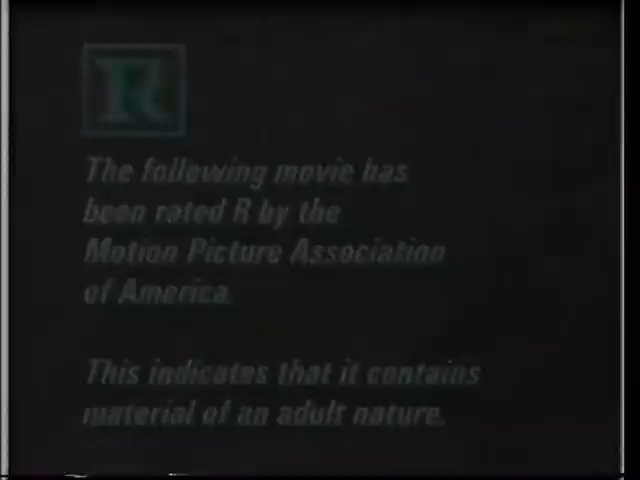 R
The following movie has
been rated R by the
Motion Picture Association
of America.
This indicates that it contains
material of an adult nature.